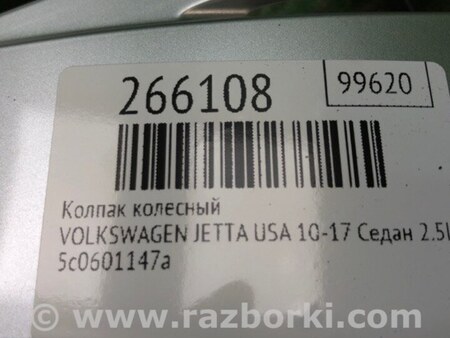 266108
99620
Колпак колесный
VOLKSWAGEN JETTA USA 10-17 Седан 2.5
5c0601147a
© www.razborki.com